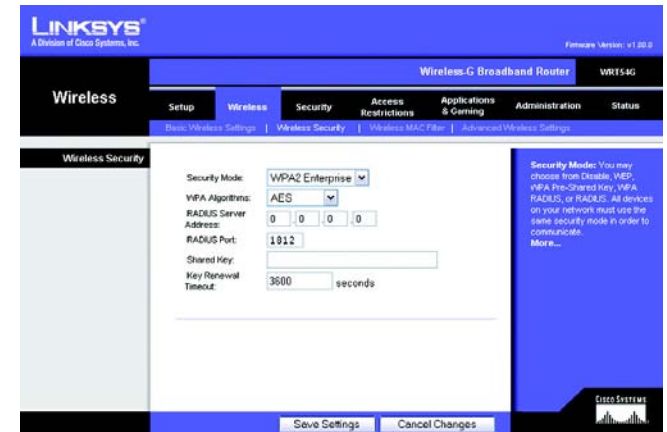 LINKSYS®
A Division of Cisco Systems, Inc.
Firmware Version: v1.00.0
Wireless-G Broadband Router WRT54G
Wireless
Setup Wireless Security Access Restrictions Applications & Gaming Administration Status
Basic Wireless Settings | Wireless Security | Wireless MAC Filter | Advanced Wireless Settings
Wireless Security
Security Mode: WPA2 Enterprise
WPA Algorithms: AES
RADIUS Server Address: 0 . 0 . 0 . 0
RADIUS Port: 1812
Shared Key:
Key Renewal Timeout: 3600 seconds
Security Mode: You may
choose from Disable, WEP,
WPA Pre-Shared Key, WPA
RADIUS, or RADIUS. All devices
on your network must use the
same security mode in order to
communicate.
More...
Save Settings Cancel Changes
CISCO SYSTEMS